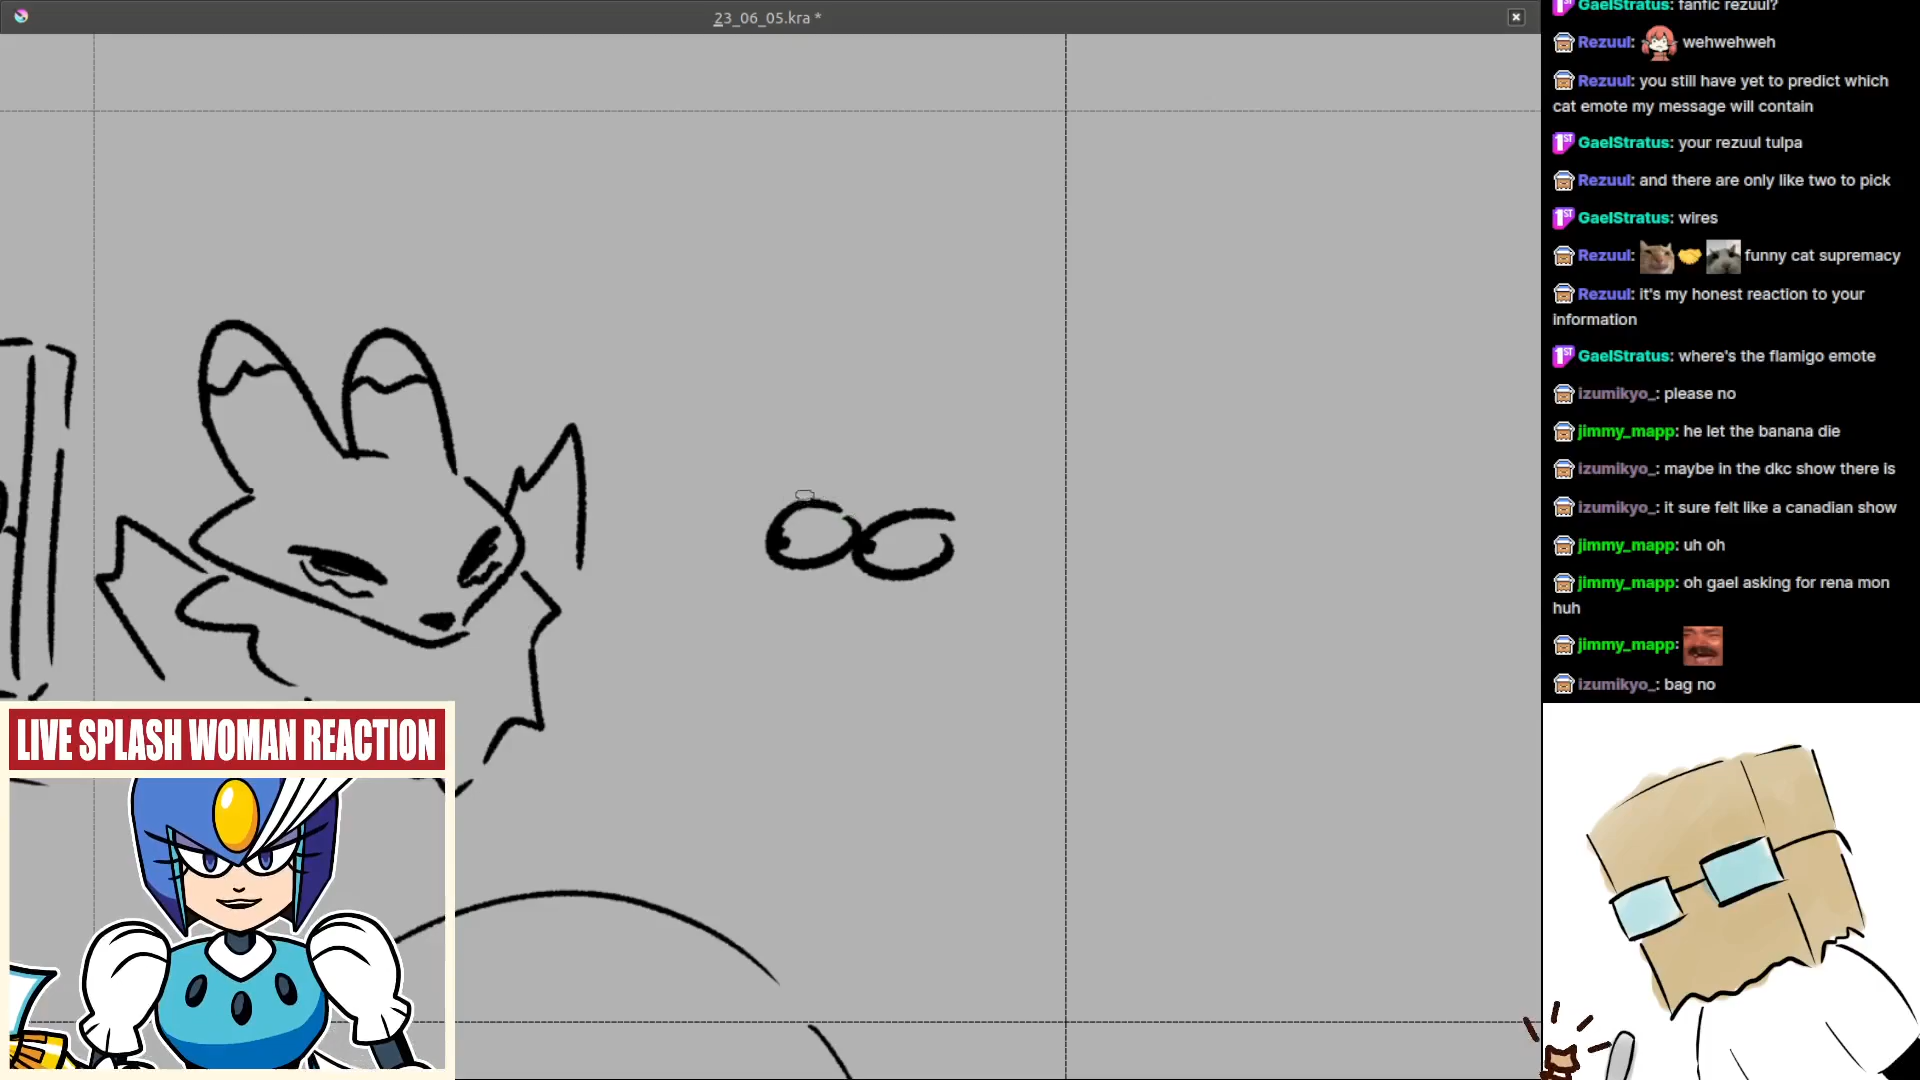 23_06_05.kra *
GaelStratus: fanfic rezuul?
Rezuul: wehwehweh
Rezuul: you still have yet to predict which
cat emote my message will contain
GaelStratus: your rezuul tulpa
Rezuul: and there are only like two to pick
GaelStratus: wires
Rezuul: funny cat supremacy
Rezuul: it's my honest reaction to your
information
GaelStratus: where's the flamigo emote
izumikyo_: please no
jimmy_mapp: he let the banana die
izumikyo_: maybe in the dkc show there is
izumikyo_: it sure felt like a canadian show
jimmy_mapp: uh oh
jimmy_mapp: oh gael asking for rena mon
huh
jimmy_mapp:
izumikyo_: bag no
LIVE SPLASH WOMAN REACTION